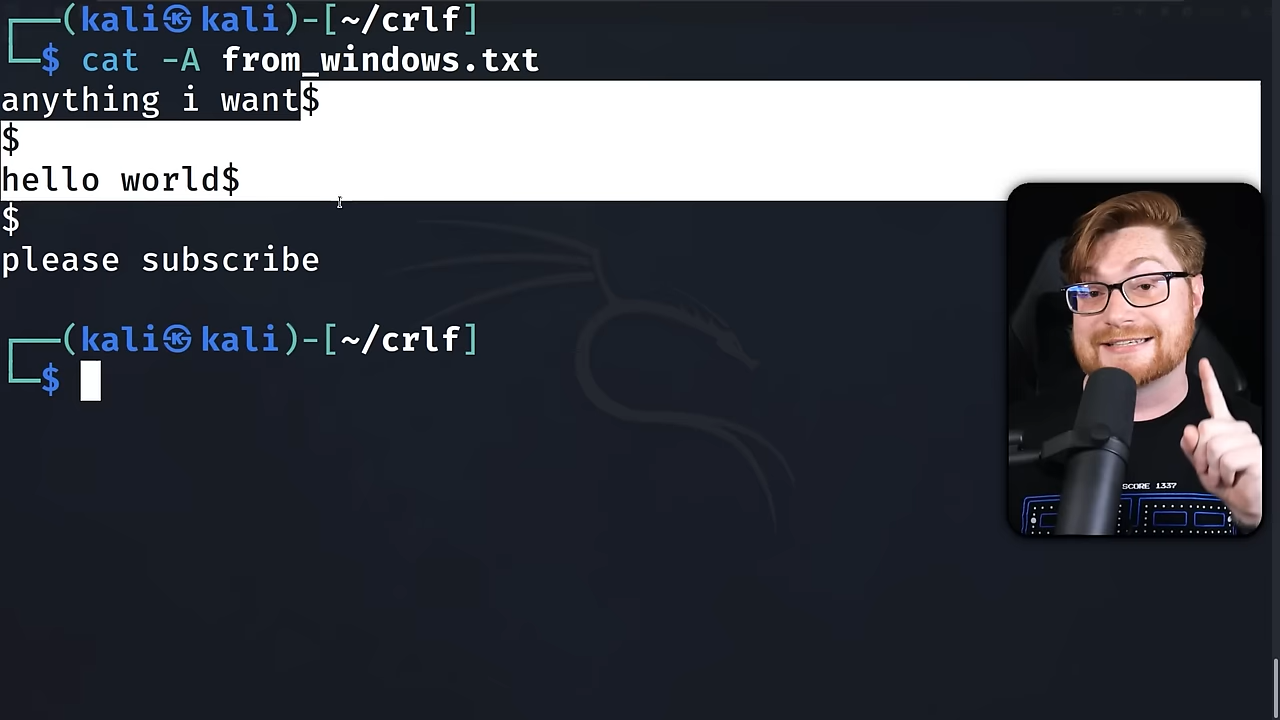 ┌──(kali㉿kali)-[~/crlf]
└─$ cat -A from_windows.txt
anything i want$
$
hello world$
$
please subscribe
┌──(kali㉿kali)-[~/crlf]
└─$
SCORE 1337